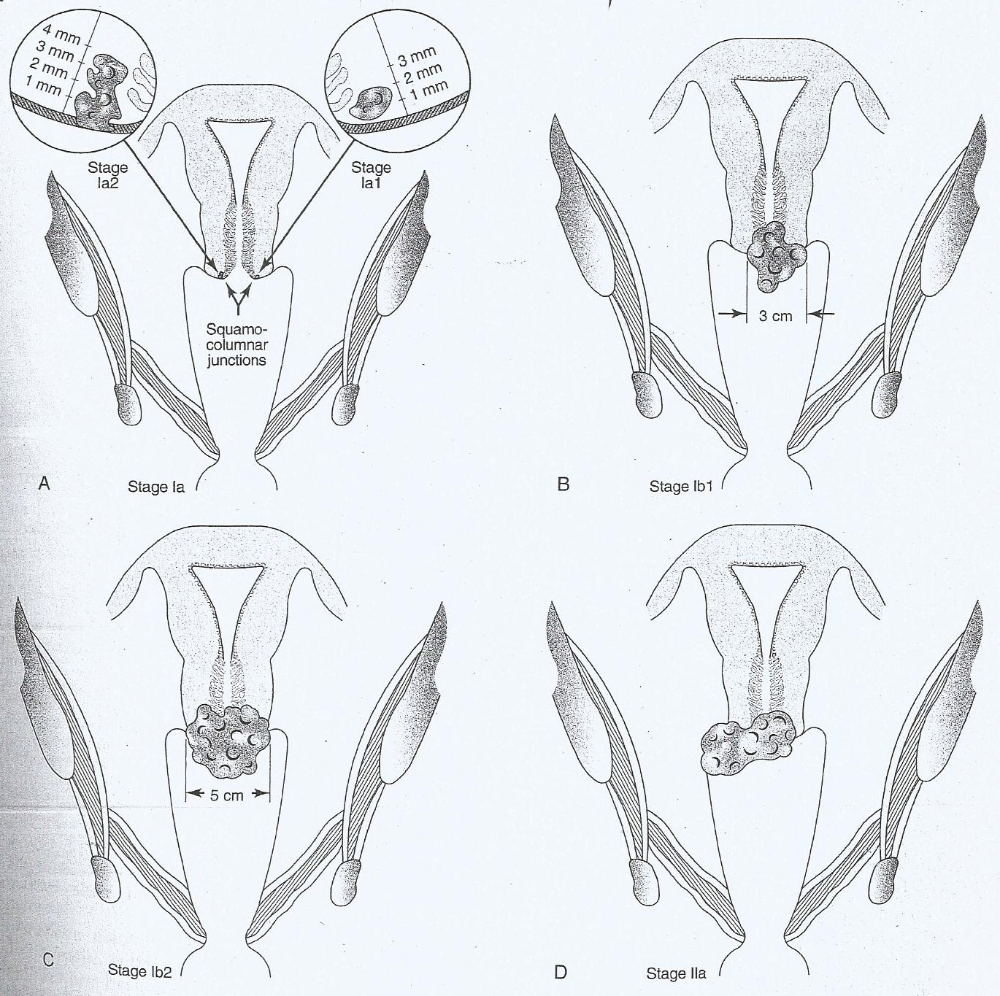 4 mm
3 mm
2 mm
1 mm
3 mm
2 mm
1 mm
Stage
Ia2
Stage
Ia1
Squamo-
columnar
junctions
A
Stage Ia
3 cm
B
Stage Ib1
5 cm
C
Stage Ib2
D
Stage IIa